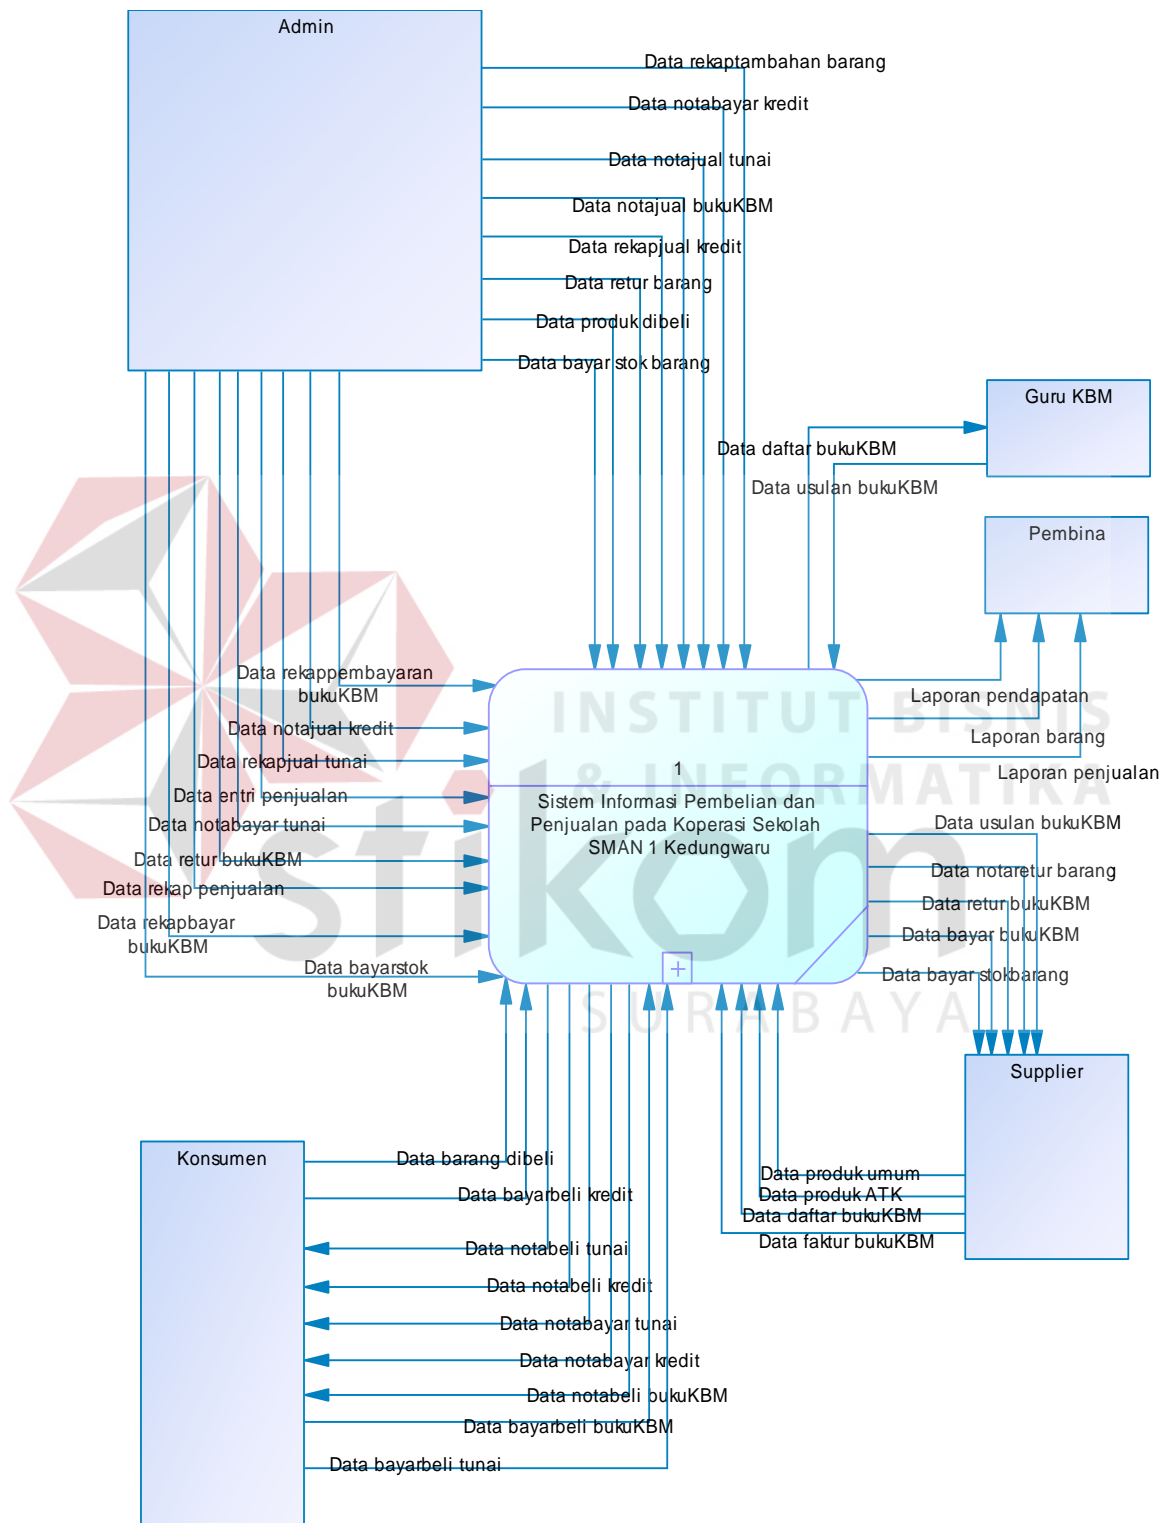 Admin
Data rekaptambahan barang
Data notabayar kredit
Data notajual tunai
Data notajual bukuKBM
Data rekapjual kredit
Data retur barang
Data produk dibeli
Data bayar stok barang
Guru KBM
Data daftar bukuKBM
Data usulan bukuKBM
Pembina
Data rekappembayaran
bukuKBM
Data notajual kredit
Data rekapjual tunai
Data entri penjualan
Data notabayar tunai
Data retur bukuKBM
Data rekap penjualan
Data rekapbayar
bukuKBM
Data bayarstok
bukuKBM
1
Sistem Informasi Pembelian dan
Penjualan pada Koperasi Sekolah
SMAN 1 Kedungwaru
Laporan pendapatan
Laporan barang
Laporan penjualan
Data usulan bukuKBM
Data notaretur barang
Data retur bukuKBM
Data bayar bukuKBM
Data bayar stokbarang
INSTITUT BISNIS
& INFORMATIKA
stikom
SURABAYA
Supplier
Data produk umum
Data produk ATK
Data daftar bukuKBM
Data faktur bukuKBM
Konsumen
Data barang dibeli
Data bayarbeli kredit
Data notabeli tunai
Data notabeli kredit
Data notabayar tunai
Data notabayar kredit
Data notabeli bukuKBM
Data bayarbeli bukuKBM
Data bayarbeli tunai